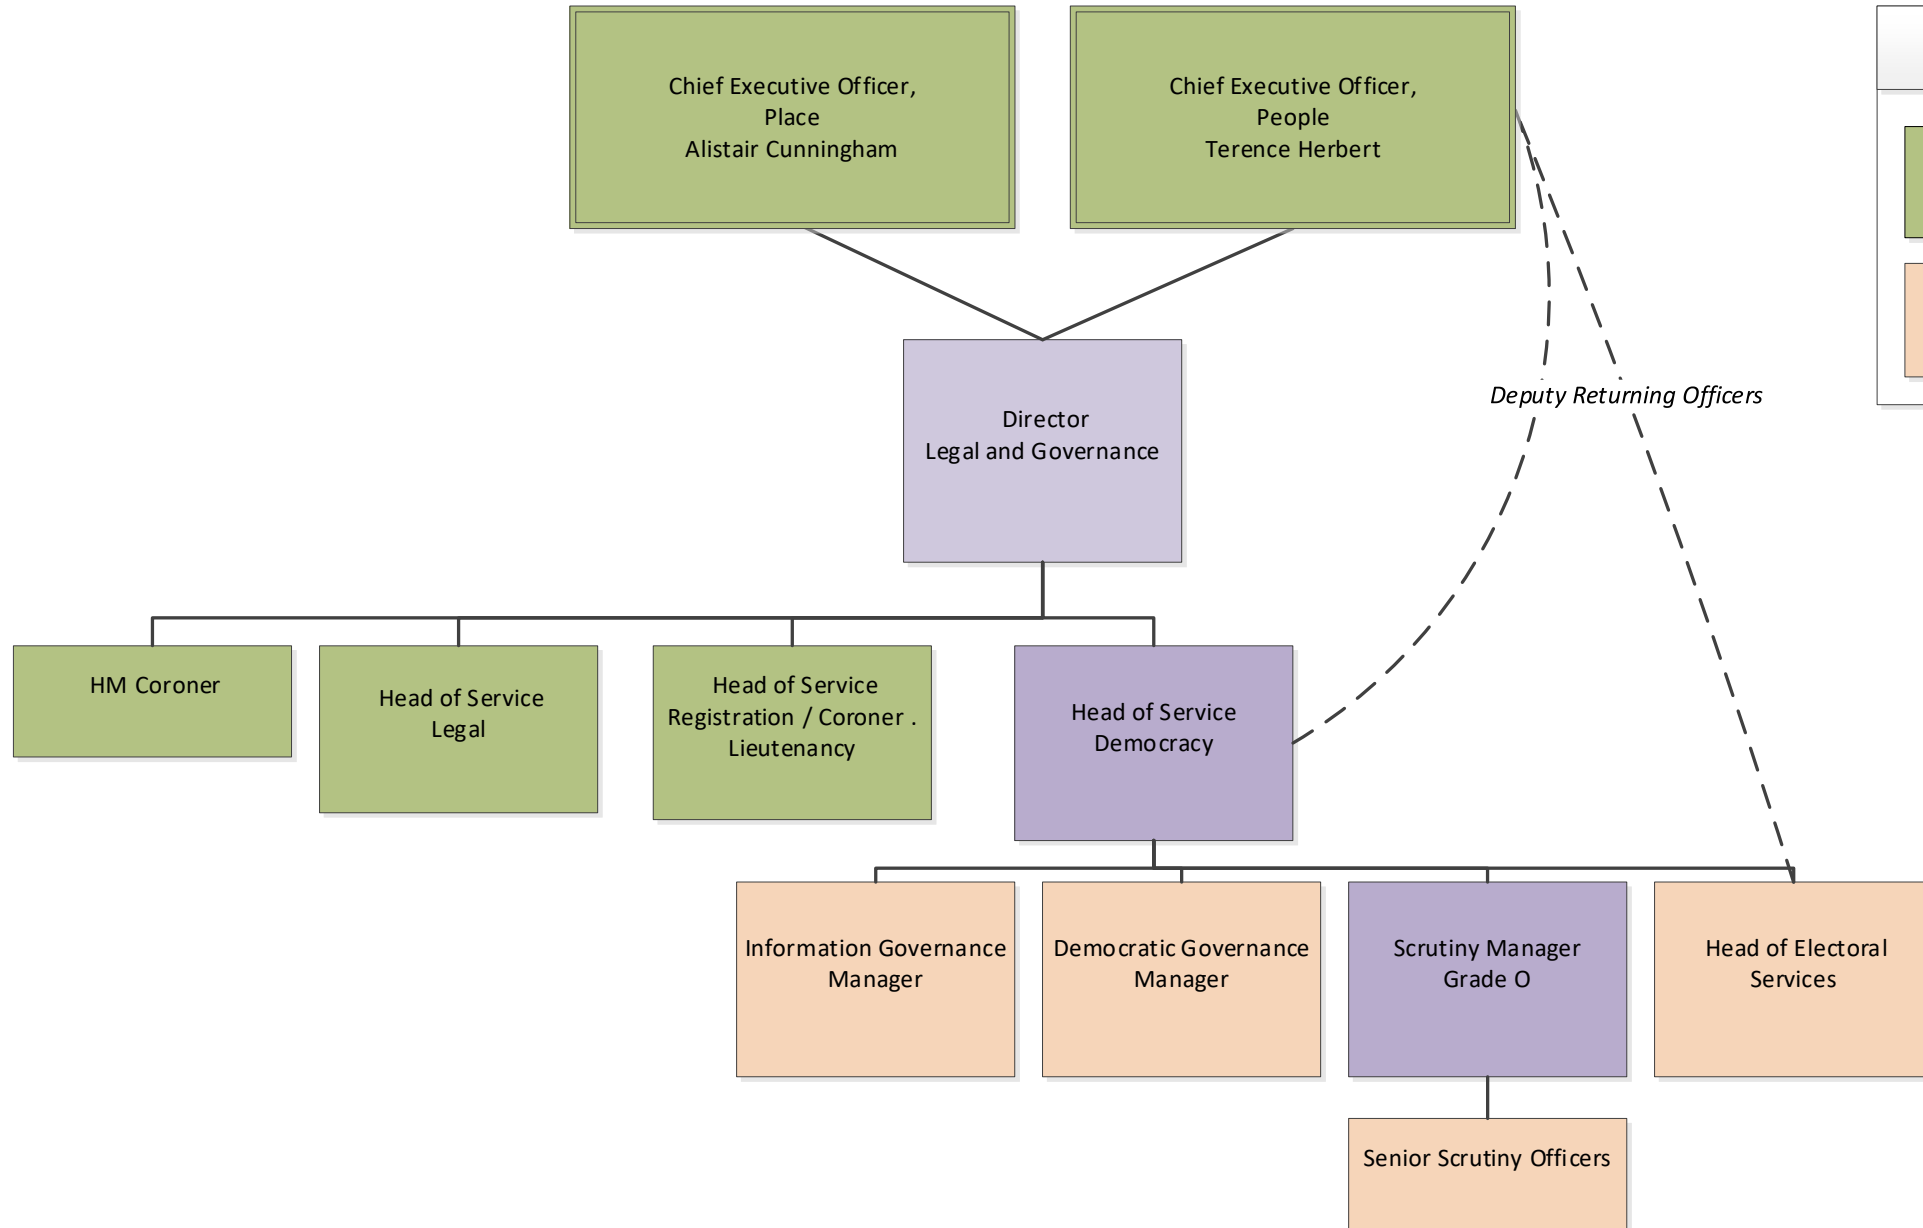 Chief Executive Officer,
Place
Alistair Cunningham
Chief Executive Officer,
People
Terence Herbert
Director
Legal and Governance
Deputy Returning Officers
HM Coroner
Head of Service
Legal
Head of Service
Registration / Coroner .
Lieutenancy
Head of Service
Democracy
Information Governance
Manager
Democratic Governance
Manager
Scrutiny Manager
Grade O
Head of Electoral
Services
Senior Scrutiny Officers